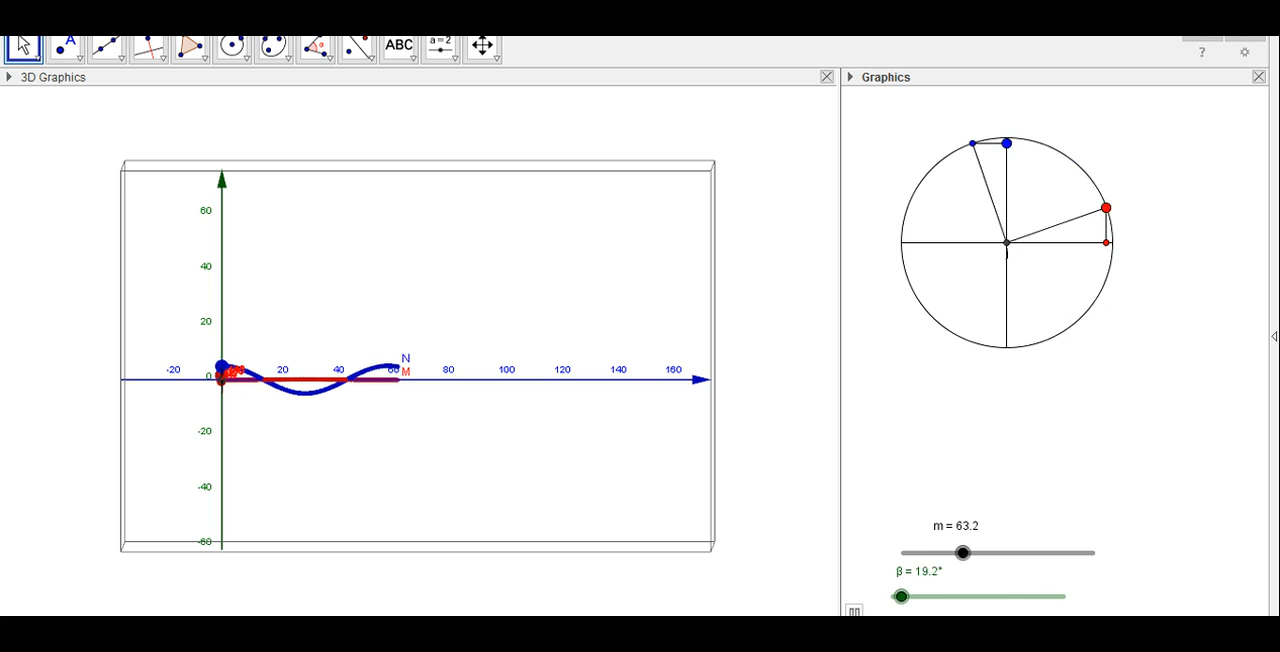 A ABC a=2 ?
3D Graphics
Graphics
60
40
20
0
-20 20 40 60 80 100 120 140 160
N
M
-20
-40
-60
m = 63.2
β = 19.2°